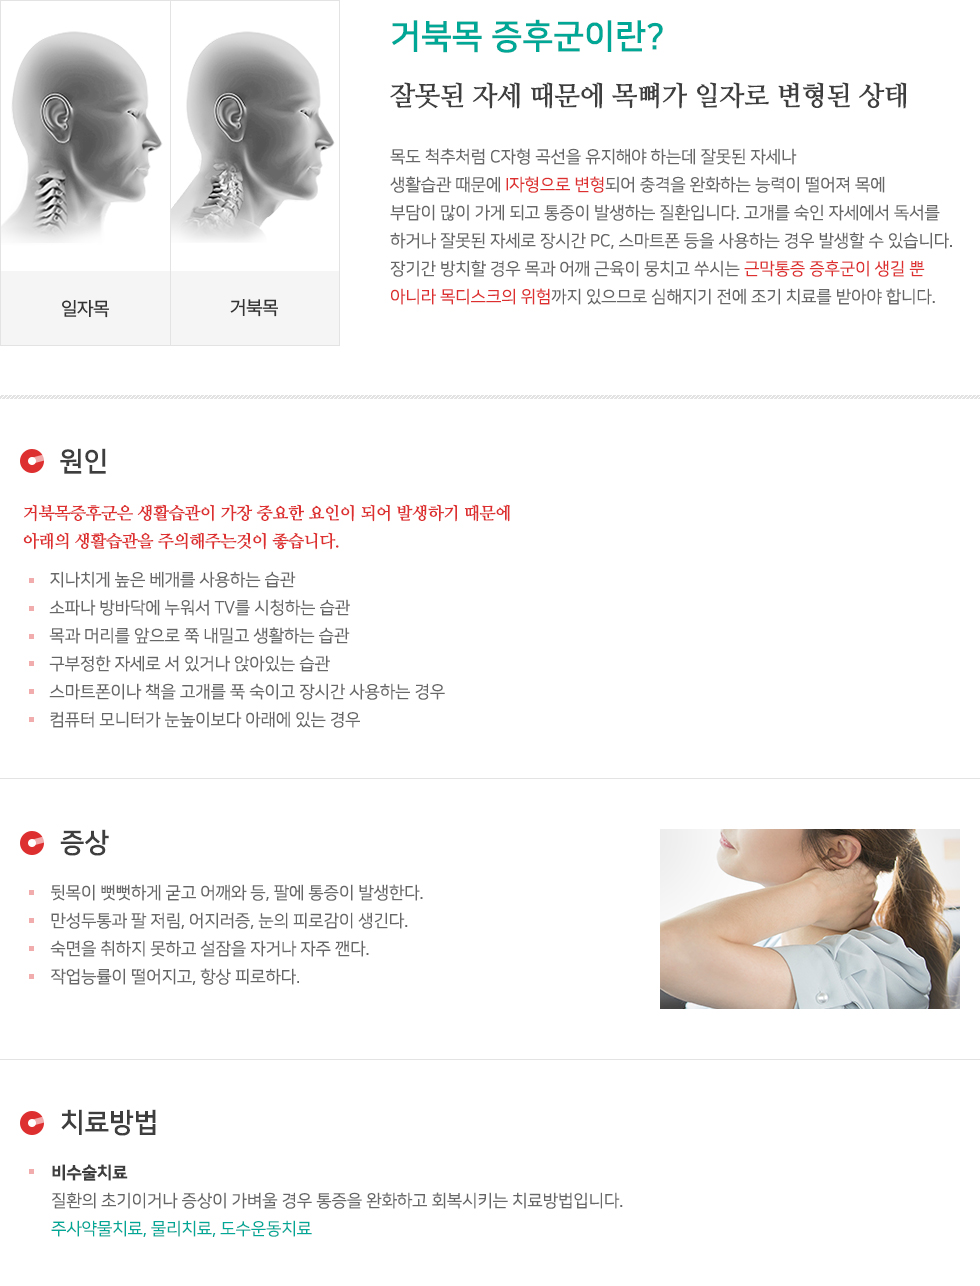 일자목
거북목
거북목 증후군이란?
잘못된 자세 때문에 목뼈가 일자로 변형된 상태
목도 척추처럼 C자형 곡선을 유지해야 하는데 잘못된 자세나
생활습관 때문에 I자형으로 변형되어 충격을 완화하는 능력이 떨어져 목에
부담이 많이 가게 되고 통증이 발생하는 질환입니다. 고개를 숙인 자세에서 독서를
하거나 잘못된 자세로 장시간 PC, 스마트폰 등을 사용하는 경우 발생할 수 있습니다.
장기간 방치할 경우 목과 어깨 근육이 뭉치고 쑤시는 근막통증 증후군이 생길 뿐
아니라 목디스크의 위험까지 있으므로 심해지기 전에 조기 치료를 받아야 합니다.
원인
거북목증후군은 생활습관이 가장 중요한 요인이 되어 발생하기 때문에
아래의 생활습관을 주의해주는것이 좋습니다.
지나치게 높은 베개를 사용하는 습관
소파나 방바닥에 누워서 TV를 시청하는 습관
목과 머리를 앞으로 쭉 내밀고 생활하는 습관
구부정한 자세로 서 있거나 앉아있는 습관
스마트폰이나 책을 고개를 푹 숙이고 장시간 사용하는 경우
컴퓨터 모니터가 눈높이보다 아래에 있는 경우
증상
뒷목이 뻣뻣하게 굳고 어깨와 등, 팔에 통증이 발생한다.
만성두통과 팔 저림, 어지러증, 눈의 피로감이 생긴다.
숙면을 취하지 못하고 설잠을 자거나 자주 깬다.
작업능률이 떨어지고, 항상 피로하다.
치료방법
비수술치료
질환의 초기이거나 증상이 가벼울 경우 통증을 완화하고 회복시키는 치료방법입니다.
주사약물치료, 물리치료, 도수운동치료